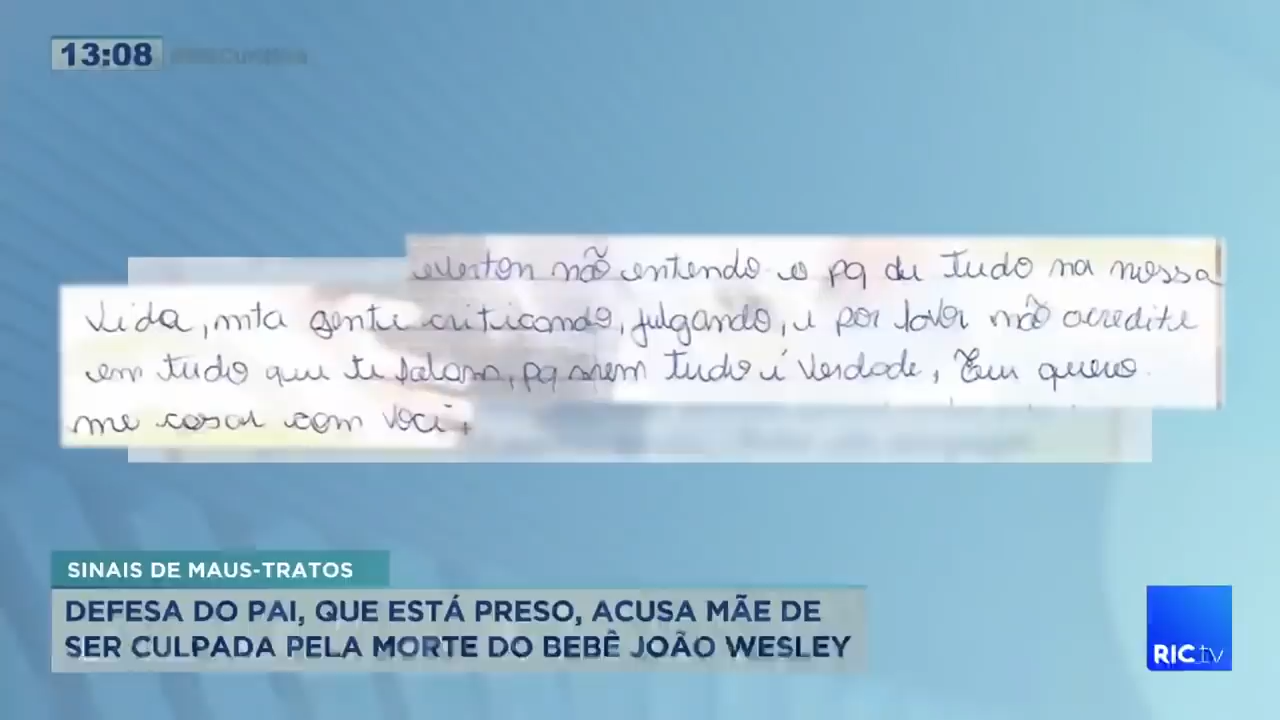 13:08
everton não entendo o pq de tudo na nossa
vida, mta gente criticando, julgando, e por favor não acredite
em tudo que te falam, pq nem tudo é verdade, Eu quero
me casar com você,
SINAIS DE MAUS-TRATOS
DEFESA DO PAI, QUE ESTÁ PRESO, ACUSA MÃE DE
SER CULPADA PELA MORTE DO BEBÊ JOÃO WESLEY
RIC tv